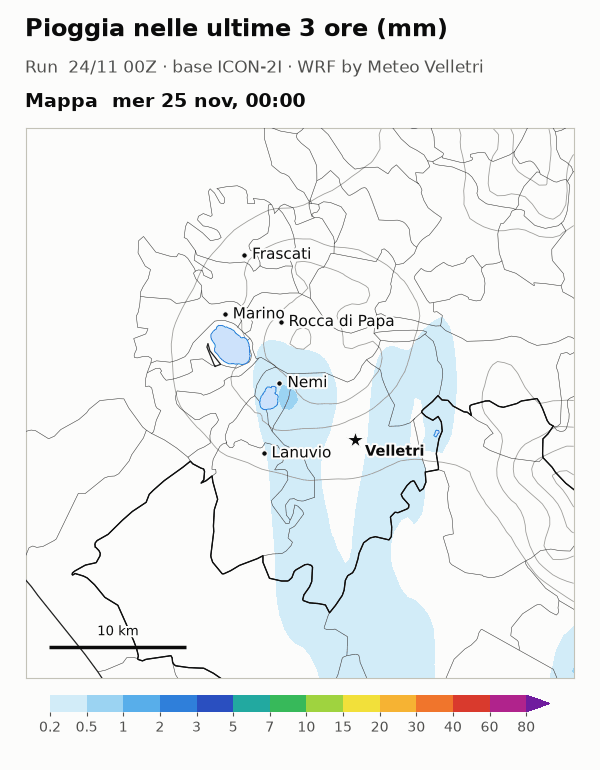 Pioggia nelle ultime 3 ore (mm)
Run 24/11 00Z · base ICON-2I · WRF by Meteo Velletri
Mappa mer 25 nov, 00:00
Frascati
Marino
Rocca di Papa
Nemi
Velletri
Lanuvio
10 km
0.2 0.5 1 2 3 5 7 10 15 20 30 40 60 80